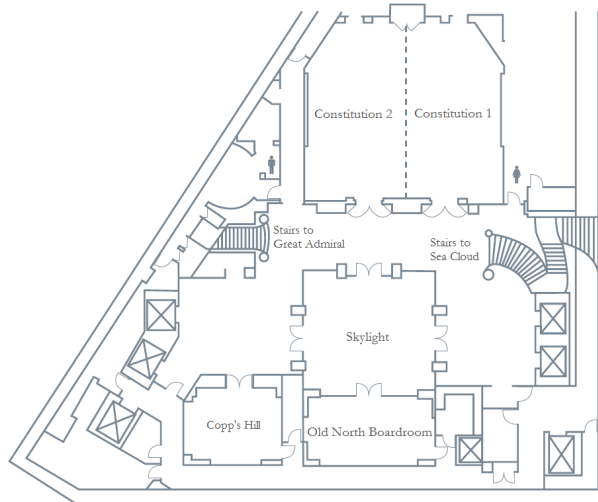 Constitution 2
Constitution 1
Stairs to
Great Admiral
Stairs to
Sea Cloud
Skylight
Copp's Hill
Old North Boardroom